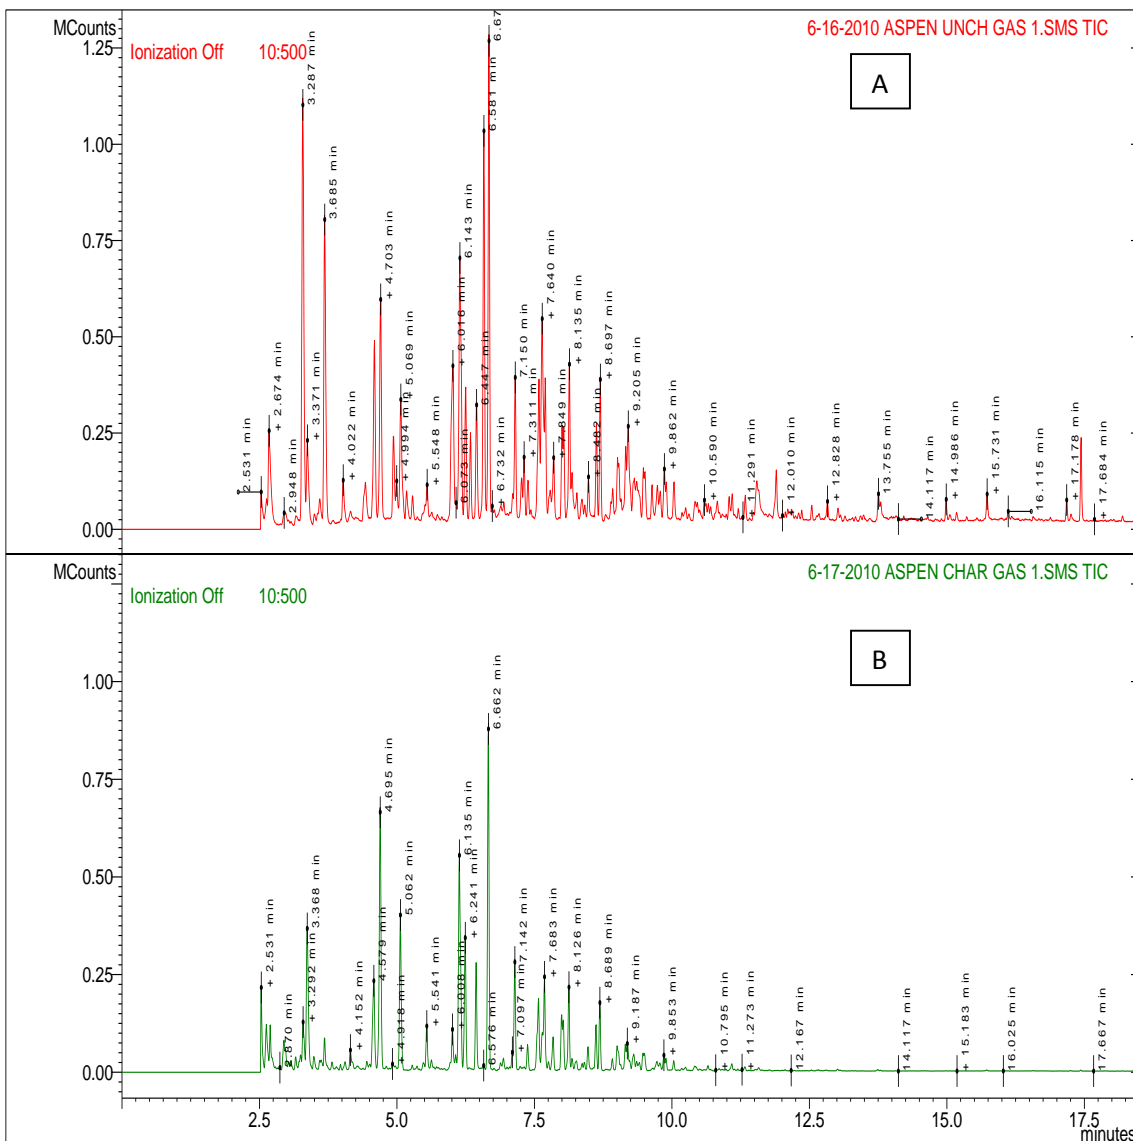 MCounts
6-16-2010 ASPEN UNCH GAS 1.SMS TIC
Ionization Off 10:500
A
1.25
1.00
0.75
0.50
0.25
0.00
2.531 min
+ 2.674 min
2.948 min
3.287 min
+ 3.371 min
3.685 min
+ 4.022 min
+ 4.703 min
+ 4.994 min
+ 5.069 min
+ 5.548 min
+ 6.016 min
6.073 min
6.143 min
6.447 min
6.581 min
6.67
6.732 min
7.150 min
7.311 min
+ 7.640 min
+ 7.849 min
+ 8.135 min
+ 8.482 min
+ 8.697 min
+ 9.205 min
+ 9.862 min
+ 10.590 min
+ 11.291 min
+ 12.010 min
+ 12.828 min
13.755 min
14.117 min
+ 14.986 min
+ 15.731 min
16.115 min
+ 17.178 min
+ 17.684 min
MCounts
6-17-2010 ASPEN CHAR GAS 1.SMS TIC
Ionization Off 10:500
B
1.00
0.75
0.50
0.25
0.00
+ 2.531 min
2.870 min
+ 3.292 min
3.368 min
+ 4.152 min
4.579 min
4.695 min
+ 4.918 min
5.062 min
+ 5.541 min
+ 6.008 min
6.135 min
+ 6.241 min
+ 6.576 min
6.662 min
+ 7.097 min
+ 7.142 min
+ 7.683 min
+ 8.126 min
+ 8.689 min
+ 9.187 min
+ 9.853 min
+ 10.795 min
+ 11.273 min
12.167 min
14.117 min
+ 15.183 min
16.025 min
+ 17.667 min
2.5 5.0 7.5 10.0 12.5 15.0 17.5
minutes